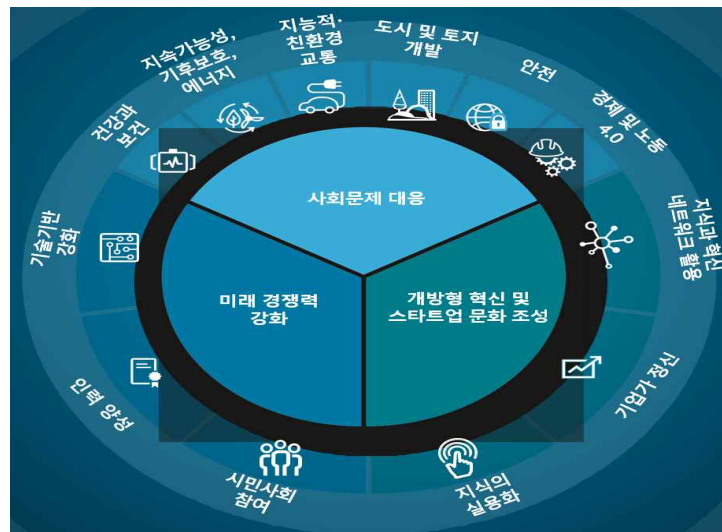 지속가능성,
기후보호,
에너지
지능적·
친환경
교통
도시 및 토지
개발
안전
경제 및 노동
4.0
건강과
보건
지식과 혁신
네트워크 활용
기술기반
강화
사회문제 대응
미래 경쟁력
강화
개방형 혁신 및
스타트업 문화 조성
기업가 정신
인력 양성
시민사회
참여
지식의
실용화